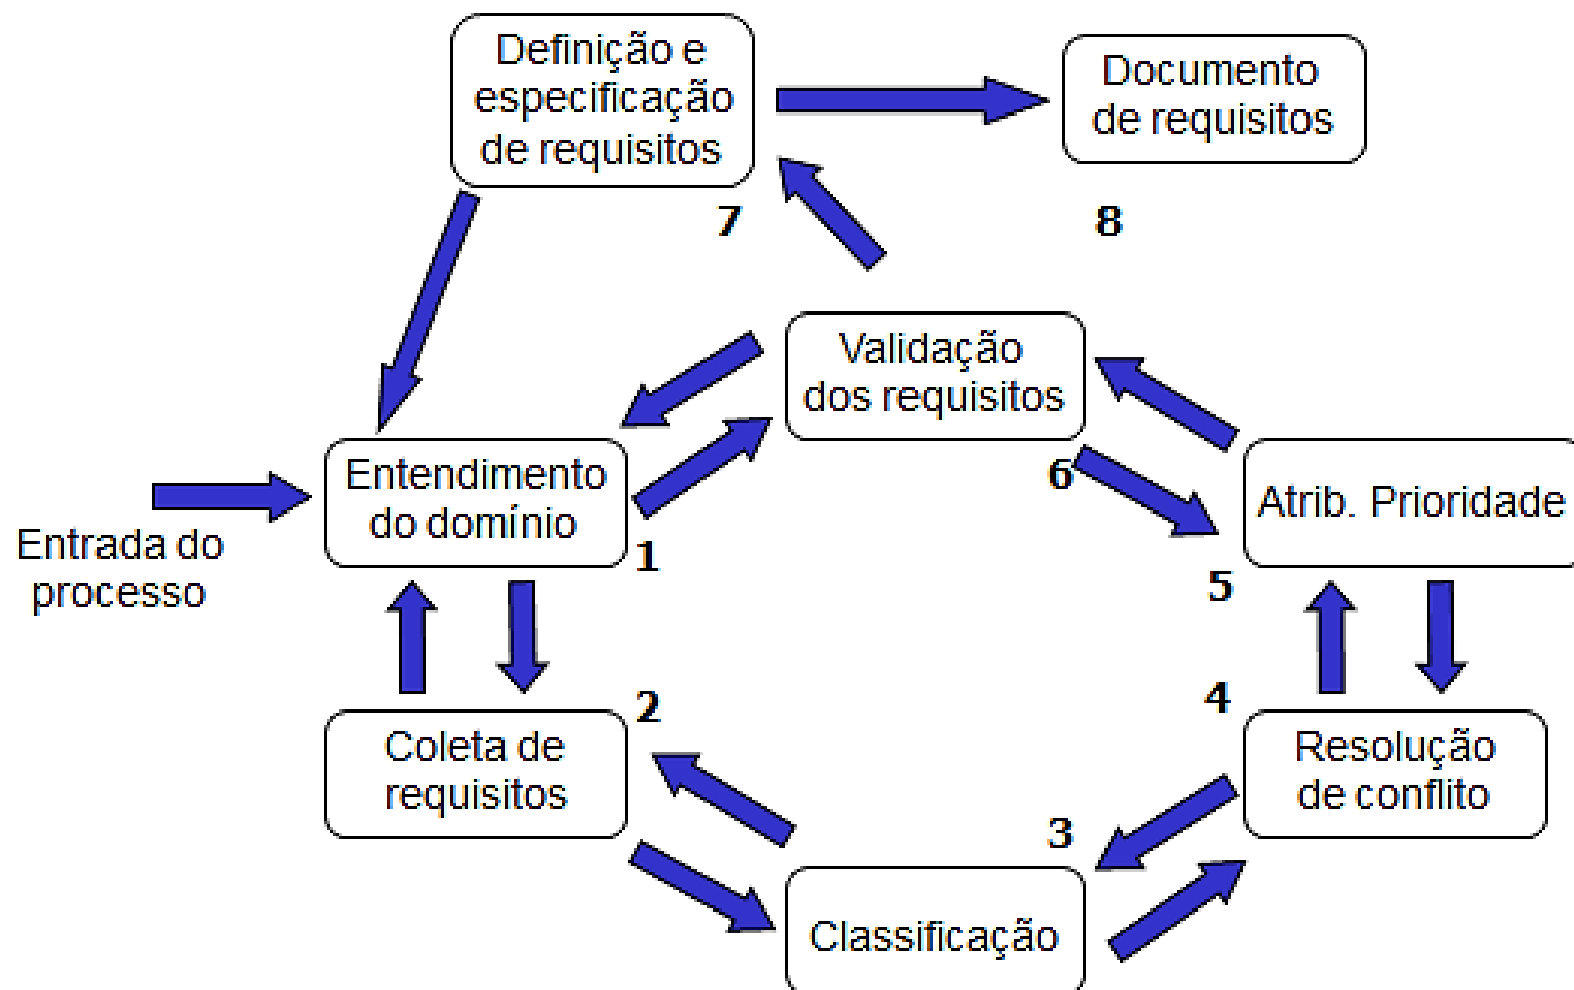 Definição e
especificação
de requisitos
Documento
de requisitos
7
8
Validação
dos requisitos
6
Entrada do
processo
Entendimento
do domínio
1
Atrib. Prioridade
5
2
Coleta de
requisitos
4
Resolução
de conflito
3
Classificação